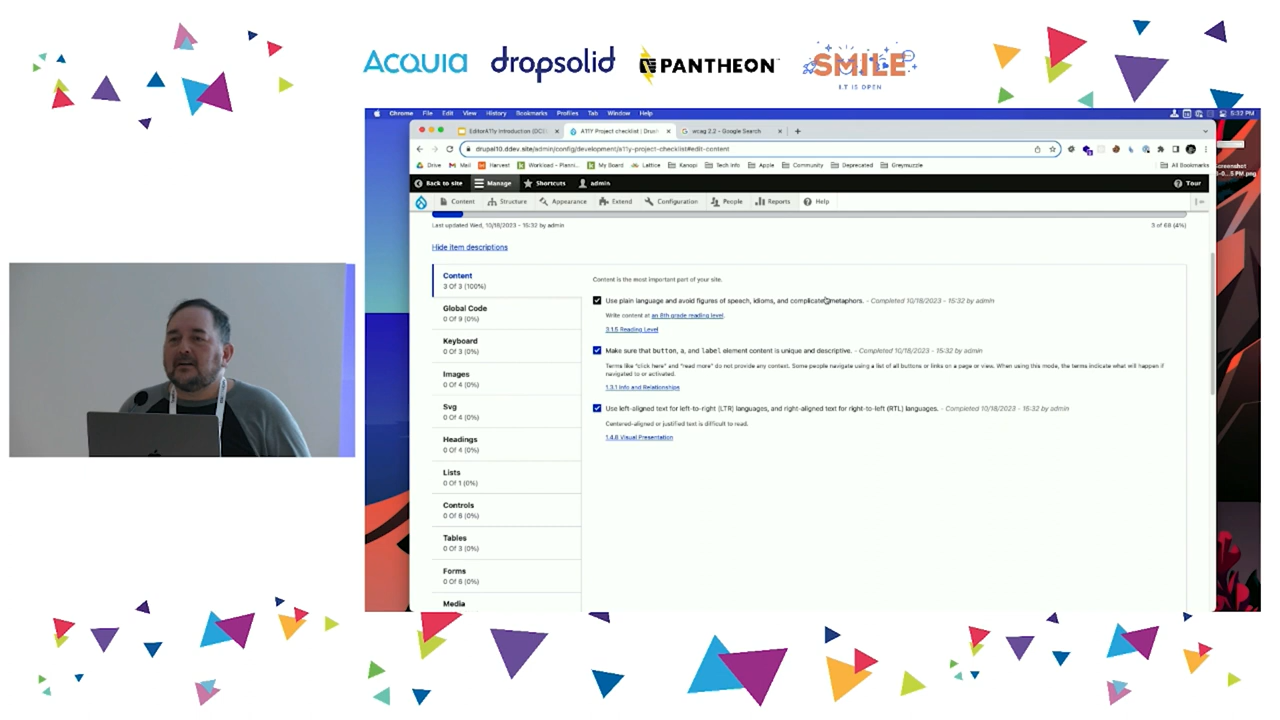 ACQUIA dropsolid PANTHEON SMILE
I.T IS OPEN
Chrome File Edit View History Bookmarks Profiles Tab Window Help 5:32 PM
EditorA11y Introduction (DCEU A11Y Project checklist | Drush wcag 2.2 - Google Search
drupal10.ddev.site/admin/config/development/a11y-project-checklist#edit-content
Drive Mail Harvest Workload - Planni... My Board Lattice Kanopi Tech Info Apple Community Deprecated Greymuzzle All Bookmarks
Back to site Manage Shortcuts admin Tour
Content Structure Appearance Extend Configuration People Reports Help
Last updated Wed, 10/18/2023 - 15:32 by admin 3 of 69 (4%)
Hide item descriptions
Content
3 Of 3 (100%)
Global Code
0 Of 9 (0%)
Keyboard
0 Of 3 (0%)
Images
0 Of 4 (0%)
Svg
0 Of 4 (0%)
Headings
0 Of 4 (0%)
Lists
0 Of 1 (0%)
Controls
0 Of 6 (0%)
Tables
0 Of 3 (0%)
Forms
0 Of 6 (0%)
Media
Content is the most important part of your site.
Use plain language and avoid figures of speech, idioms, and complicated metaphors. - Completed 10/18/2023 - 15:32 by admin
Write content at an 8th grade reading level.
3.1.5 Reading Level
Make sure that button, a, and label element content is unique and descriptive. - Completed 10/18/2023 - 15:32 by admin
Terms like "click here" and "read more" do not provide any context. Some people navigate using a list of all buttons or links on a page or view. When using this mode, the terms indicate what will happen if
navigated to or activated.
1.3.1 Info and Relationships
Use left-aligned text for left-to-right (LTR) languages, and right-aligned text for right-to-left (RTL) languages. - Completed 10/18/2023 - 15:32 by admin
Centered-aligned or justified text is difficult to read.
1.4.8 Visual Presentation